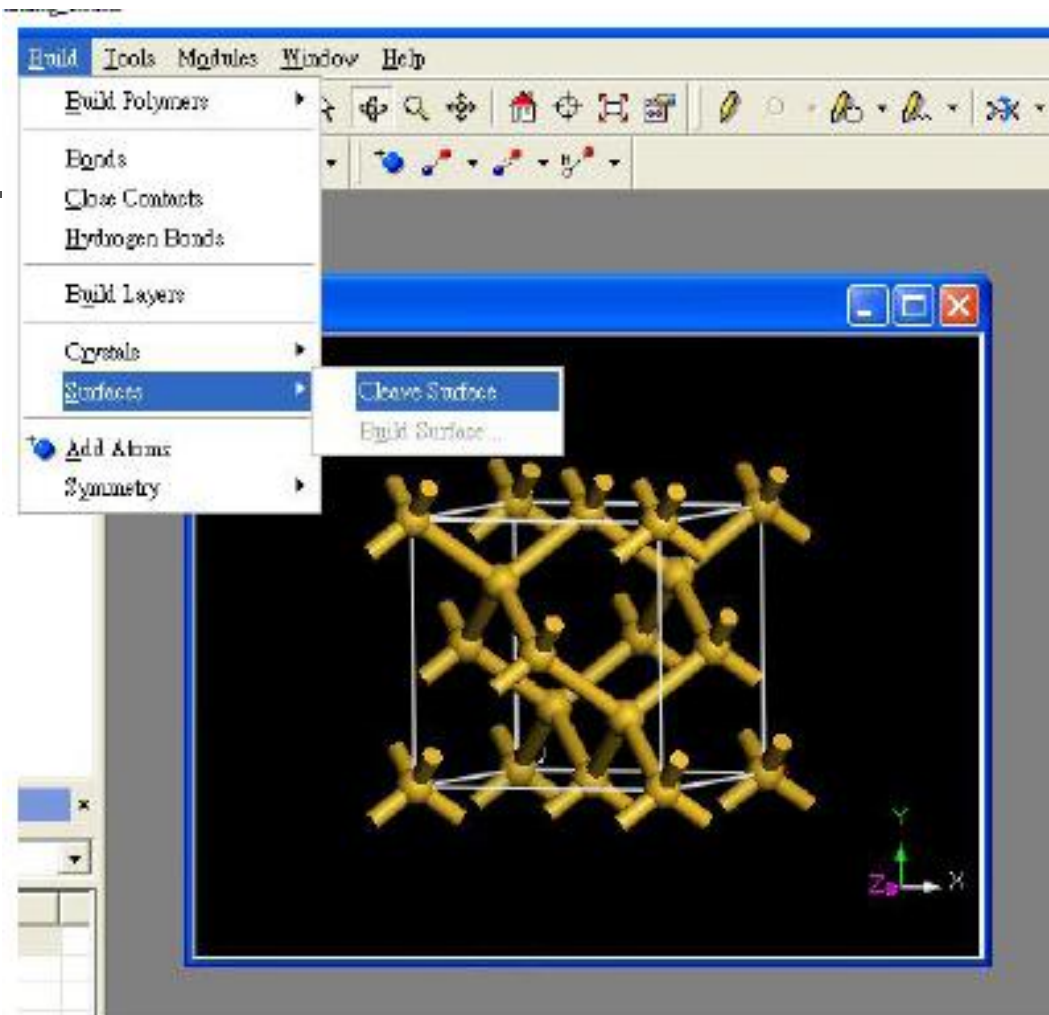 Build Tools Modules Window Help
Build Polymers
Bonds
Close Contacts
Hydrogen Bonds
Build Layers
Crystals
Surfaces
Cleave Surface
Build Surface...
Add Atoms
Symmetry
Y
Z X